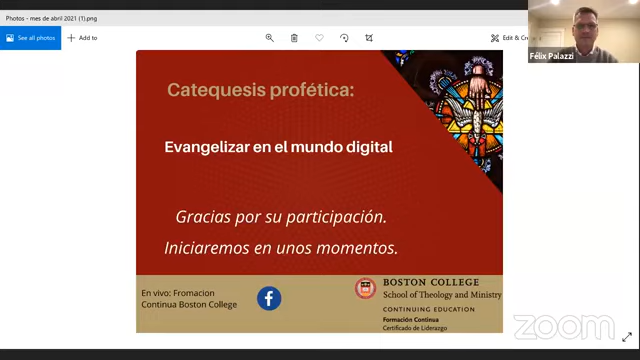 Photos - mes de abril 2021 (1).png
See all photos
Add to
Edit & Cre
Félix Palazzi
Catequesis profética:
Evangelizar en el mundo digital
Gracias por su participación.
Iniciaremos en unos momentos.
En vivo: Fromacion
Continua Boston College
f
BOSTON COLLEGE
School of Theology and Ministry
CONTINUING EDUCATION
Formación Continua
Certificado de Liderazgo
zoom